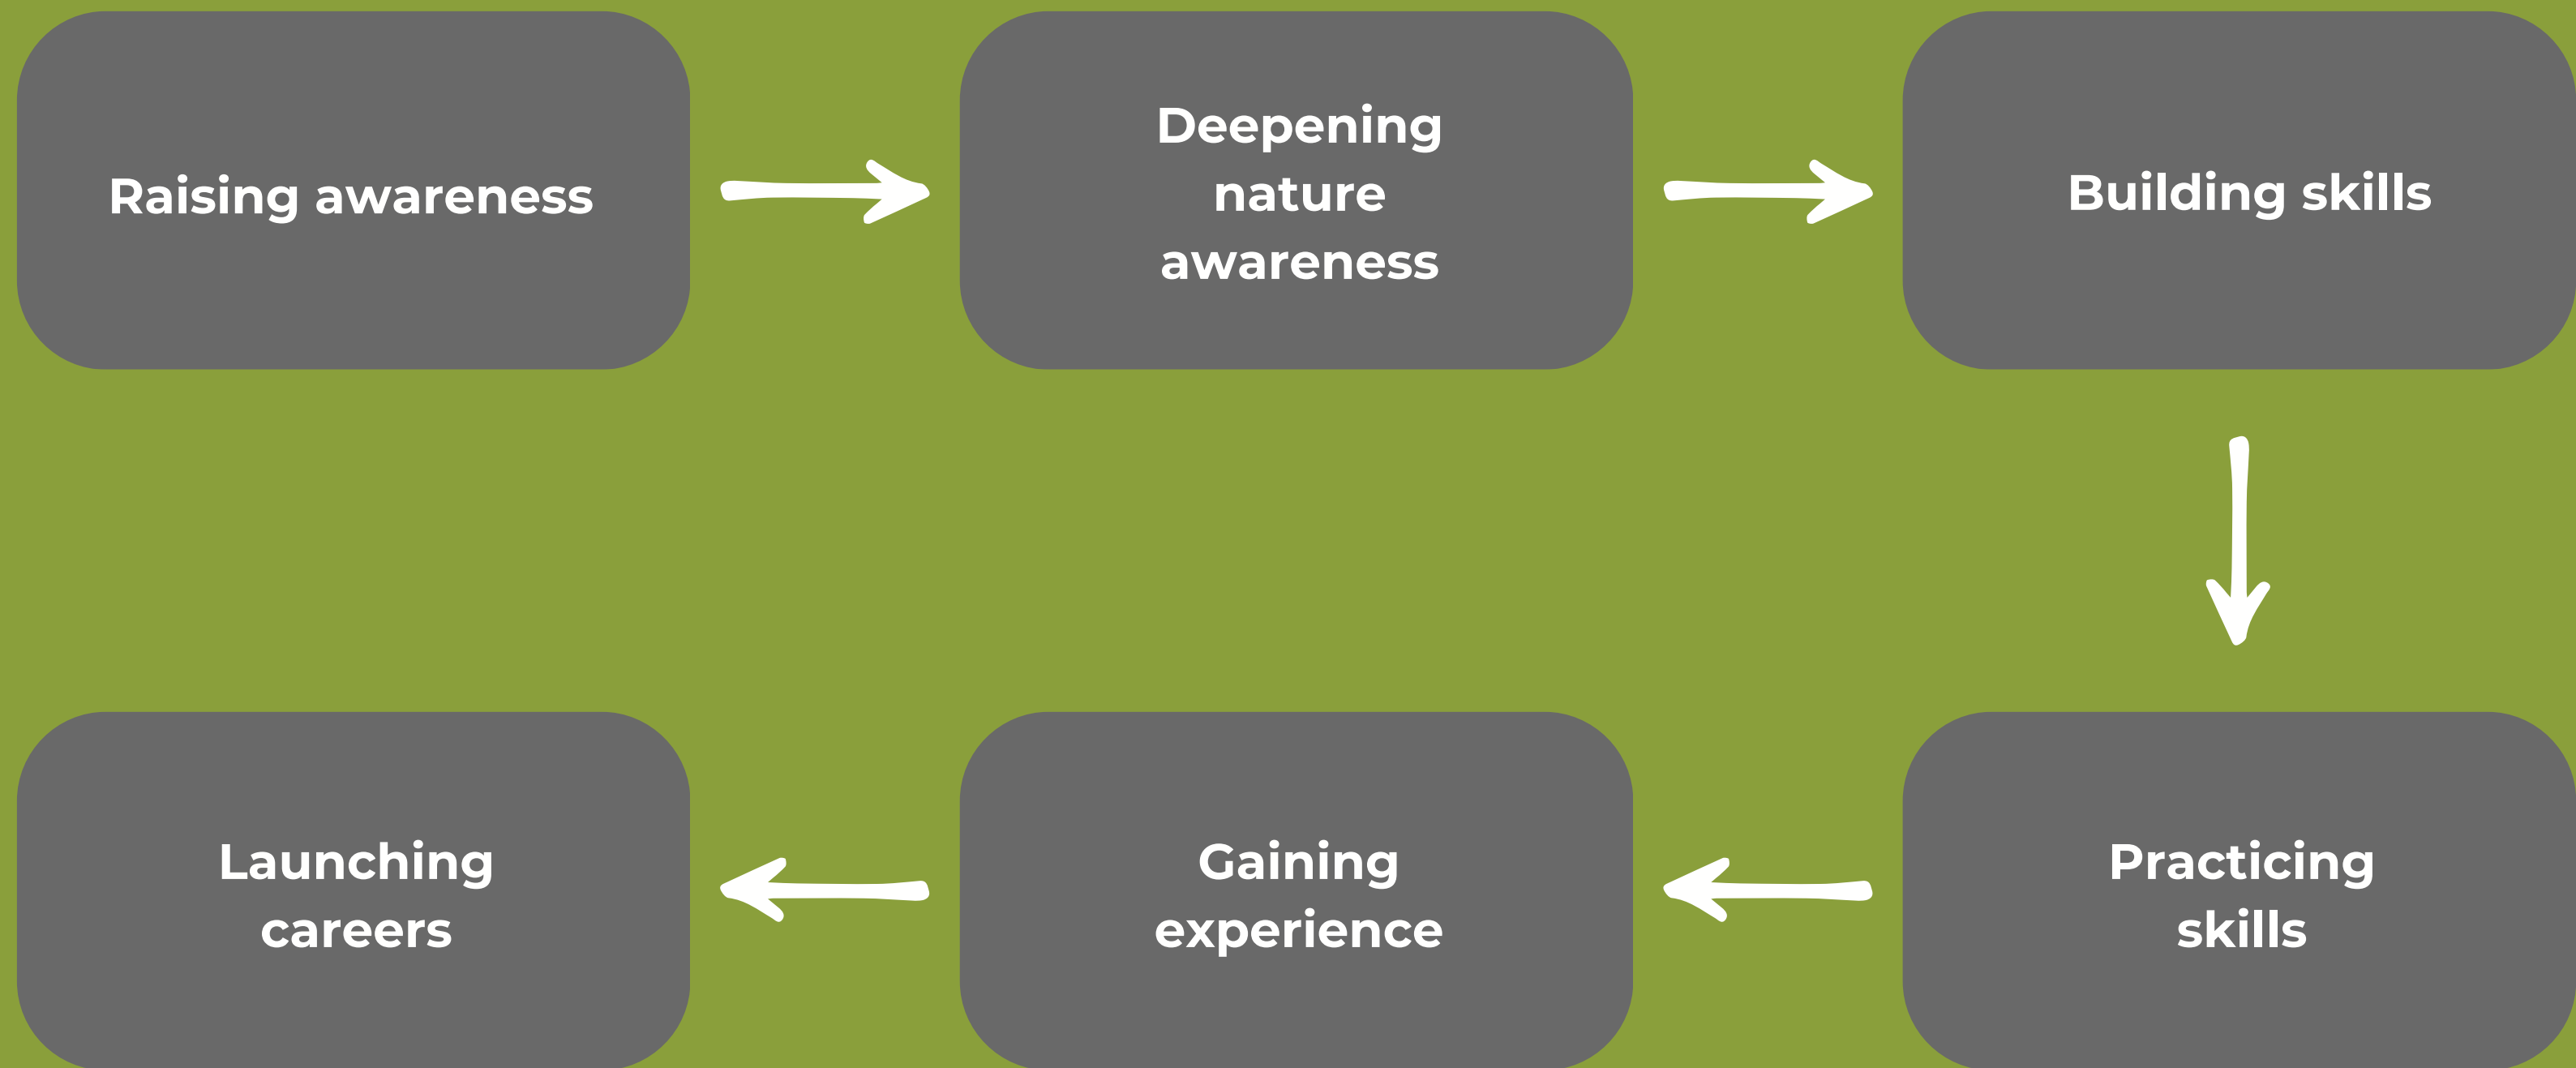 Raising awareness
Deepening
nature
awareness
Building skills
Launching
careers
Gaining
experience
Practicing
skills